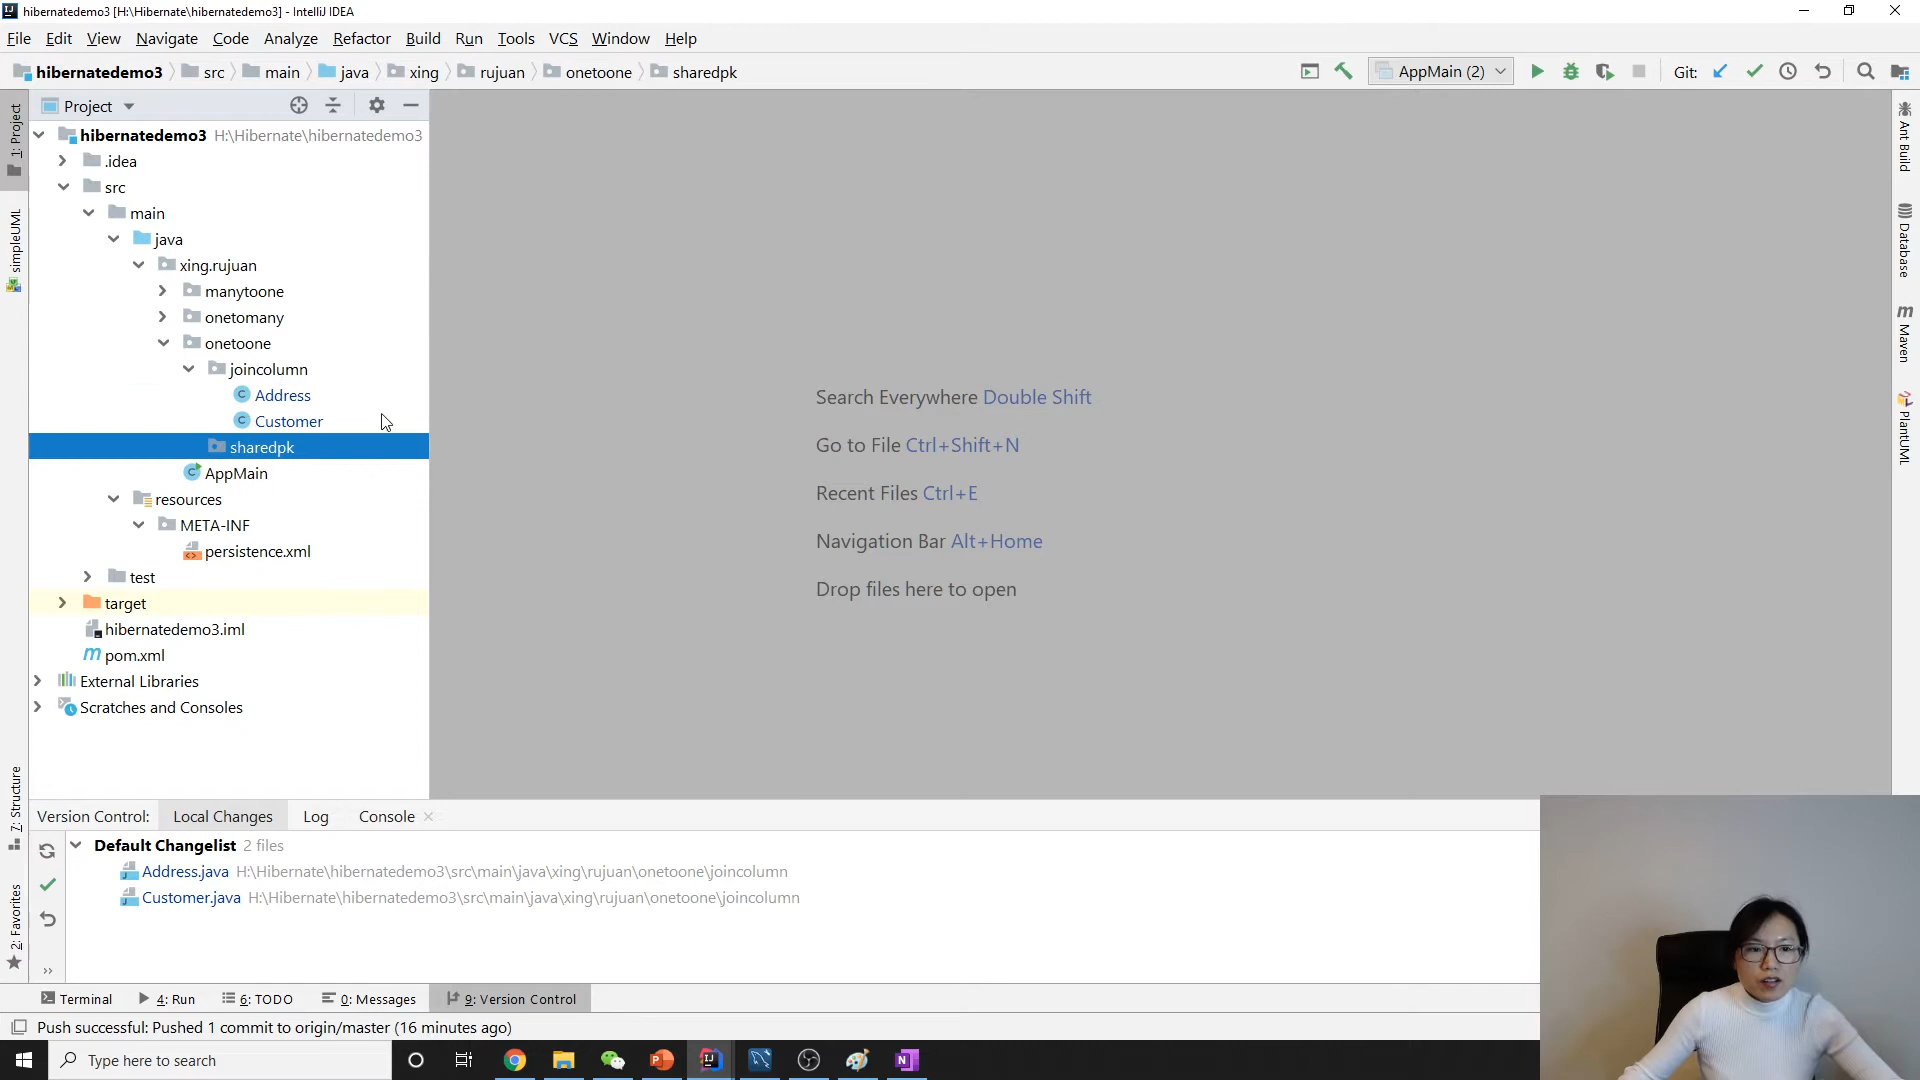 hibernatedemo3 [H:\Hibernate\hibernatedemo3] - IntelliJ IDEA
File Edit View Navigate Code Analyze Refactor Build Run Tools VCS Window Help
hibernatedemo3 src main java xing rujuan onetoone sharedpk AppMain (2) Git:
Project
hibernatedemo3 H:\Hibernate\hibernatedemo3
.idea
src
main
java
xing.rujuan
manytoone
onetomany
onetoone
joincolumn
Address
Customer
sharedpk
AppMain
resources
META-INF
persistence.xml
test
target
hibernatedemo3.iml
pom.xml
External Libraries
Scratches and Consoles
1: Project
simpleUML
7: Structure
2: Favorites
Search Everywhere Double Shift
Go to File Ctrl+Shift+N
Recent Files Ctrl+E
Navigation Bar Alt+Home
Drop files here to open
Ant Build
Database
Maven
PlantUML
Version Control: Local Changes Log Console
Default Changelist 2 files
Address.java H:\Hibernate\hibernatedemo3\src\main\java\xing\rujuan\onetoone\joincolumn
Customer.java H:\Hibernate\hibernatedemo3\src\main\java\xing\rujuan\onetoone\joincolumn
Terminal 4: Run 6: TODO 0: Messages 9: Version Control
Push successful: Pushed 1 commit to origin/master (16 minutes ago)
Type here to search